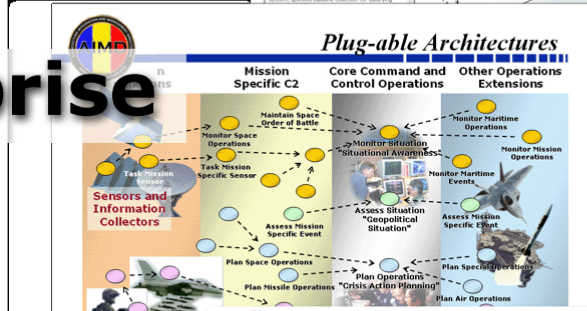 AIMD
Plug-able Architectures
prise
Mission
Specific C2
Core Command and
Control Operations
Other Operations
Extensions
Maintain Space
Order of Battle
Monitor Space
Operations
Task Mission
Specific Sensor
Task Mission
Sensor
Sensors and
Information
Collectors
Assess Mission
Specific Event
Plan Space Operations
Plan Missile Operations
Monitor Situation
"Situational Awareness"
Assess Situation
"Geopolitical
Situation"
Plan Operations
"Crisis Action Planning"
Monitor Maritime
Operations
Monitor Mission
Operations
Monitor Maritime
Events
Assess Mission
Specific Event
Plan Special Operations
Plan Air Operations